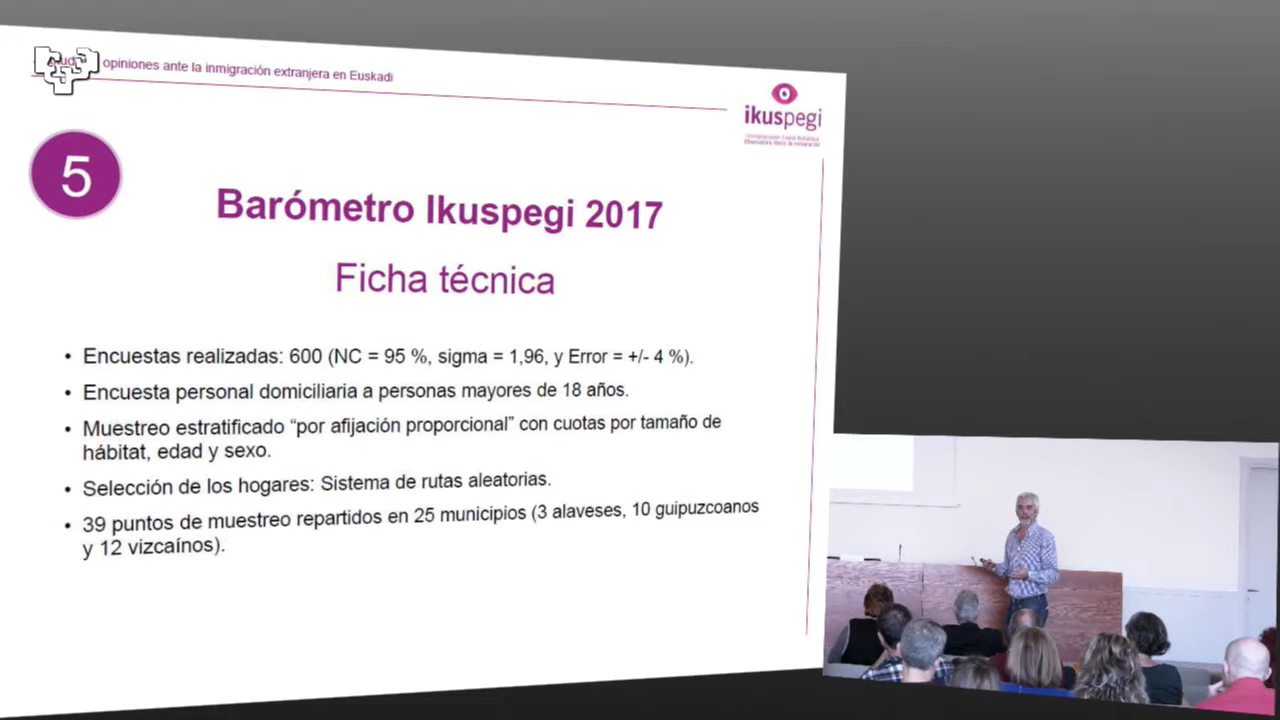 opiniones ante la inmigración extranjera en Euskadi
ikuspegi
5
Barómetro Ikuspegi 2017
Ficha técnica
• Encuestas realizadas: 600 (NC = 95 %, sigma = 1,96, y Error = +/- 4 %).
• Encuesta personal domiciliaria a personas mayores de 18 años.
• Muestreo estratificado “por afijación proporcional” con cuotas por tamaño de
hábitat, edad y sexo.
• Selección de los hogares: Sistema de rutas aleatorias.
• 39 puntos de muestreo repartidos en 25 municipios (3 alaveses, 10 guipuzcoanos
y 12 vizcaínos).